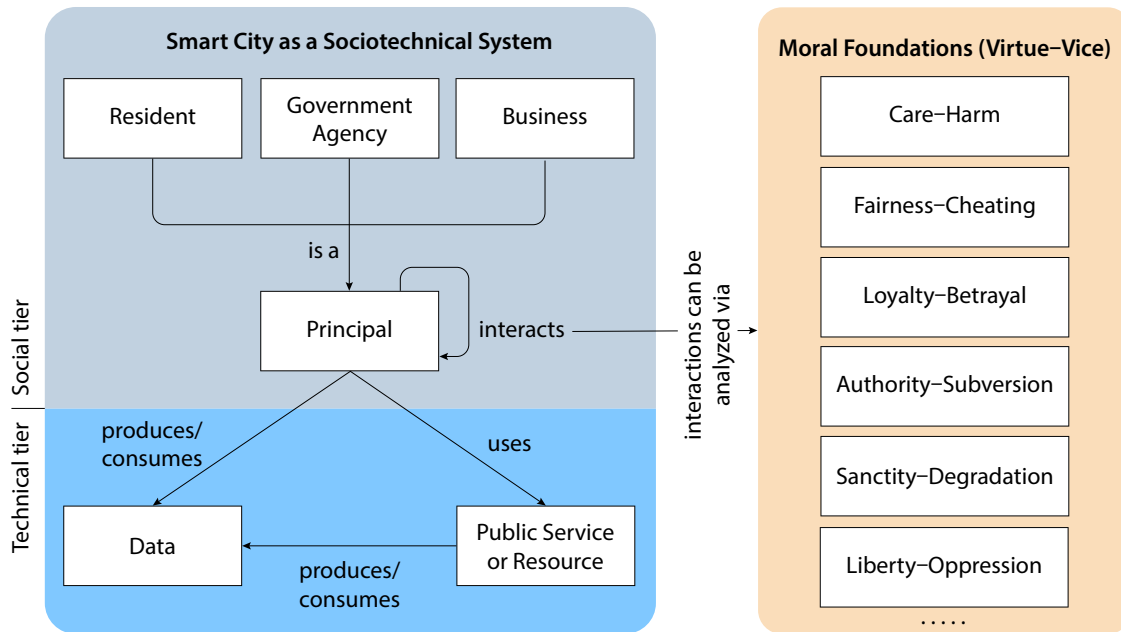 Smart City as a Sociotechnical System
Resident
Government
Agency
Business
is a
Principal
interacts
Social tier
Technical tier
produces/
consumes
uses
Data
Public Service
or Resource
produces/
consumes
interactions can be
analyzed via
Moral Foundations (Virtue–Vice)
Care–Harm
Fairness–Cheating
Loyalty–Betrayal
Authority–Subversion
Sanctity–Degradation
Liberty–Oppression
.....